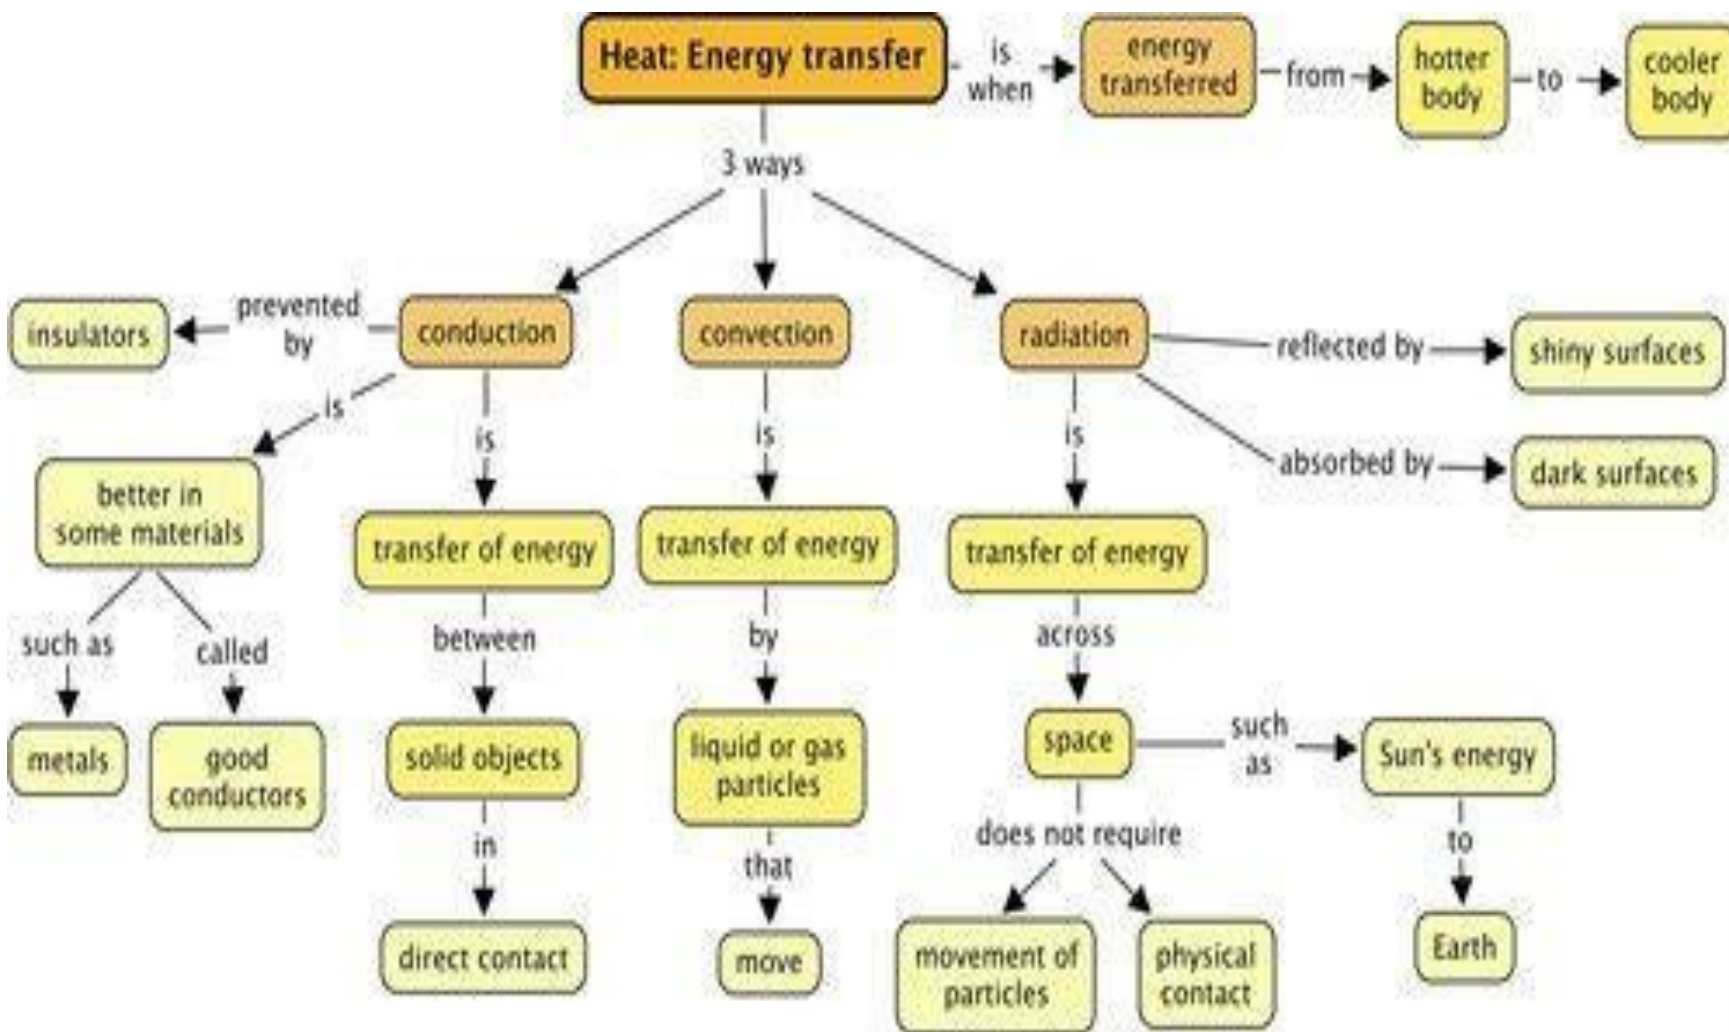 Heat: Energy transfer
is
when
energy
transferred
from
hotter
body
to
cooler
body
3 ways
insulators
prevented
by
conduction
convection
radiation
reflected by
shiny surfaces
absorbed by
dark surfaces
is
better in
some materials
such as
metals
called
good
conductors
is
transfer of energy
between
solid objects
in
direct contact
is
transfer of energy
by
liquid or gas
particles
that
move
is
transfer of energy
across
space
does not require
movement of
particles
physical
contact
such
as
Sun's energy
to
Earth